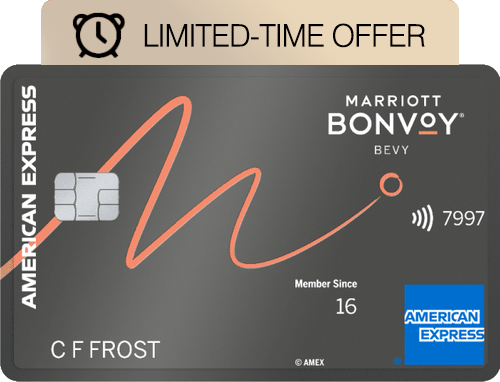 LIMITED-TIME OFFER
AMERICAN EXPRESS
MARRIOTT
BONVOY®
BEVY
7997
Member Since
16
AMERICAN
EXPRESS
C F FROST
© AMEX